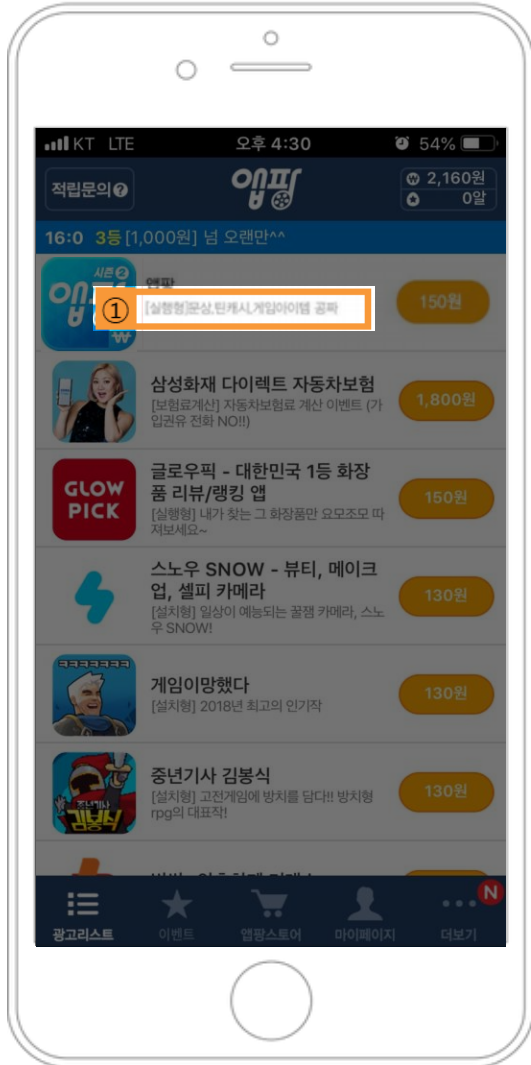 KT LTE 오후 4:30 54%
적립문의? 앱팡 2,160원
0알
16:0 3등 [1,000원] 넘 오랜만^^
시즌2
앱팡
① [실행형]문상,틴캐시,게임아이템 공짜
150원
삼성화재 다이렉트 자동차보험
[보험료계산] 자동차보험료 계산 이벤트 (가
입권유 전화 NO!!)
1,800원
GLOW
PICK
글로우픽 - 대한민국 1등 화장
품 리뷰/랭킹 앱
[실행형] 내가 찾는 그 화장품만 요모조모 따
져보세요~
150원
스노우 SNOW - 뷰티, 메이크
업, 셀피 카메라
[설치형] 일상이 예능되는 꿀잼 카메라, 스노
우 SNOW!
130원
ㅋㅋㅋㅋㅋㅋㅋ
게임이망했다
[설치형] 2018년 최고의 인기작
130원
중년기사
김봉식
중년기사 김봉식
[설치형] 고전게임에 방치를 담다!! 방치형
rpg의 대표작!
130원
N
광고리스트 이벤트 앱팡스토어 마이페이지 더보기